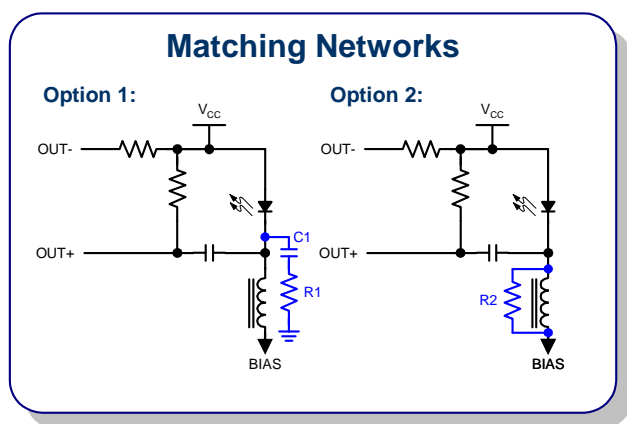 Matching Networks
Option 1:
Option 2:
VCC
VCC
OUT-
OUT-
C1
OUT+
OUT+
R1
R2
BIAS
BIAS